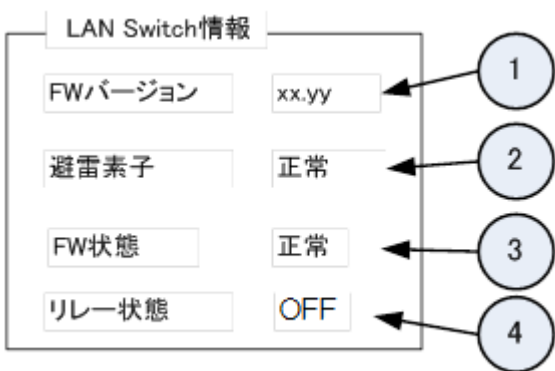 LAN Switch情報
FWバージョン xx.yy 1
避雷素子 正常 2
FW状態 正常 3
リレー状態 OFF 4